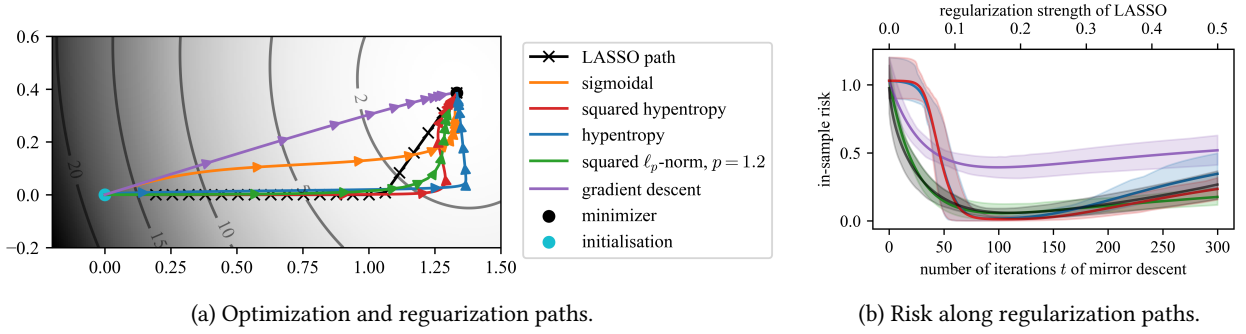 0.6
0.4
0.2
0.0
−0.2
0.00
0.25
0.50
0.75
1.00
1.25
1.50
20
15
10
5
2
LASSO path
sigmoidal
squared hypentropy
hypentropy
squared ℓp-norm, p = 1.2
gradient descent
minimizer
initialisation
(a) Optimization and reguarization paths.
regularization strength of LASSO
0.0 0.1 0.2 0.3 0.4 0.5
in-sample risk
1.0
0.5
0.0
0 50 100 150 200 250 300
number of iterations t of mirror descent
(b) Risk along regularization paths.